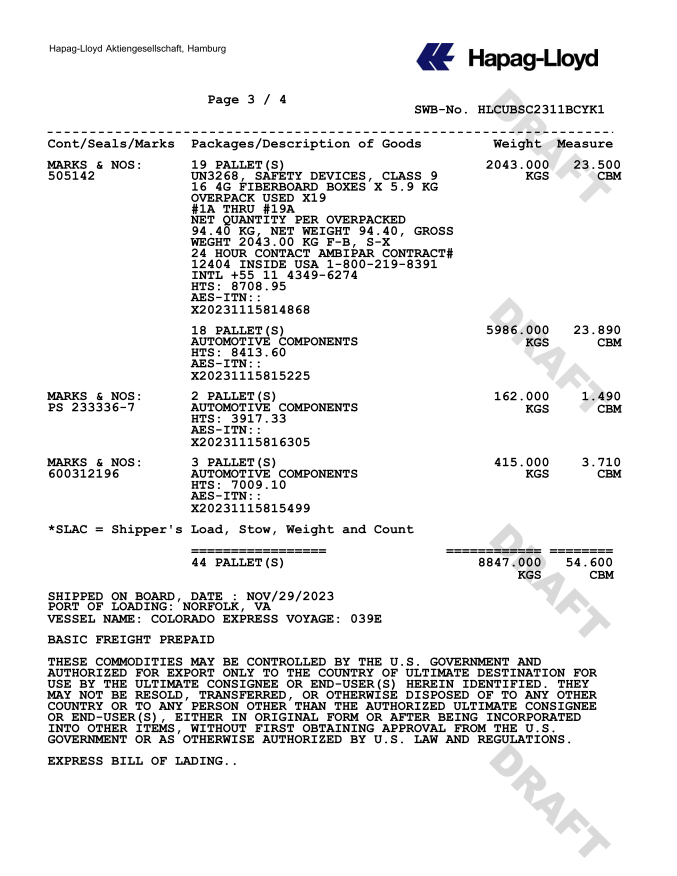 Hapag-Lloyd Aktiengesellschaft, Hamburg
Hapag-Lloyd
Page 3 / 4
SWB-No. HLCUBSC2311BCYK1
Cont/Seals/Marks Packages/Description of Goods Weight Measure
MARKS & NOS: 19 PALLET(S) 2043.000 23.500
505142 UN3268, SAFETY DEVICES, CLASS 9 KGS CBM
16 4G FIBERBOARD BOXES X 5.9 KG
OVERPACK USED X19
#1A THRU #19A
NET QUANTITY PER OVERPACKED
94.40 KG, NET WEIGHT 94.40, GROSS
WEGHT 2043.00 KG F-B, S-X
24 HOUR CONTACT AMBIPAR CONTRACT#
12404 INSIDE USA 1-800-219-8391
INTL +55 11 4349-6274
HTS: 8708.95
AES-ITN::
X20231115814868
18 PALLET(S) 5986.000 23.890
AUTOMOTIVE COMPONENTS KGS CBM
HTS: 8413.60
AES-ITN::
X20231115815225
MARKS & NOS: 2 PALLET(S) 162.000 1.490
PS 233336-7 AUTOMOTIVE COMPONENTS KGS CBM
HTS: 3917.33
AES-ITN::
X20231115816305
MARKS & NOS: 3 PALLET(S) 415.000 3.710
600312196 AUTOMOTIVE COMPONENTS KGS CBM
HTS: 7009.10
AES-ITN::
X20231115815499
*SLAC = Shipper's Load, Stow, Weight and Count
================= ============ ========
44 PALLET(S) 8847.000 54.600
KGS CBM
SHIPPED ON BOARD, DATE : NOV/29/2023
PORT OF LOADING: NORFOLK, VA
VESSEL NAME: COLORADO EXPRESS VOYAGE: 039E
BASIC FREIGHT PREPAID
THESE COMMODITIES MAY BE CONTROLLED BY THE U.S. GOVERNMENT AND
AUTHORIZED FOR EXPORT ONLY TO THE COUNTRY OF ULTIMATE DESTINATION FOR
USE BY THE ULTIMATE CONSIGNEE OR END-USER(S) HEREIN IDENTIFIED. THEY
MAY NOT BE RESOLD, TRANSFERRED, OR OTHERWISE DISPOSED OF TO ANY OTHER
COUNTRY OR TO ANY PERSON OTHER THAN THE AUTHORIZED ULTIMATE CONSIGNEE
OR END-USER(S), EITHER IN ORIGINAL FORM OR AFTER BEING INCORPORATED
INTO OTHER ITEMS, WITHOUT FIRST OBTAINING APPROVAL FROM THE U.S.
GOVERNMENT OR AS OTHERWISE AUTHORIZED BY U.S. LAW AND REGULATIONS.
EXPRESS BILL OF LADING..
DRAFT
DRAFT
DRAFT
DRAFT